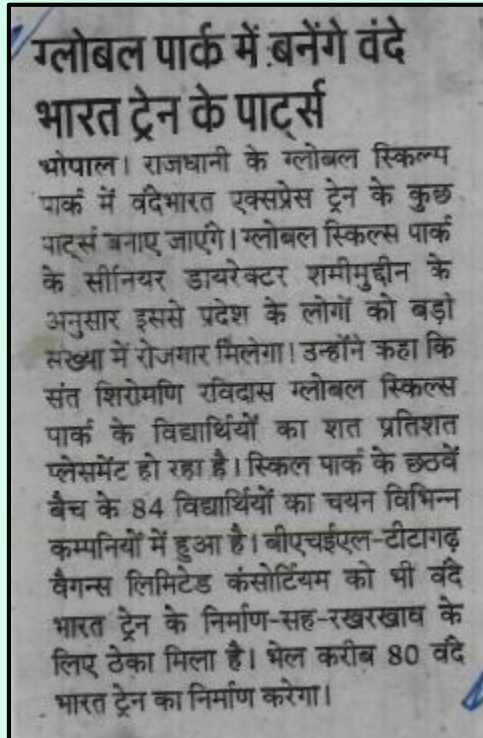 ग्लोबल पार्क में बनेंगे वंदे
भारत ट्रेन के पार्ट्स
भोपाल। राजधानी के ग्लोबल स्किल्प
पार्क में वंदेभारत एक्सप्रेस ट्रेन के कुछ
पार्ट्स बनाए जाएंगे। ग्लोबल स्किल्स पार्क
के सीनियर डायरेक्टर शमीमुद्दीन के
अनुसार इससे प्रदेश के लोगों को बड़ी
संख्या में रोजगार मिलेगा। उन्होंने कहा कि
संत शिरोमणि रविदास ग्लोबल स्किल्स
पार्क के विद्यार्थियों का शत प्रतिशत
प्लेसमेंट हो रहा है। स्किल पार्क के छठवें
बैच के 84 विद्यार्थियों का चयन विभिन्न
कम्पनियों में हुआ है। बीएचईएल-टीटागढ़
वैगन्स लिमिटेड कंसोर्टियम को भी वंदे
भारत ट्रेन के निर्माण-सह-रखरखाव के
लिए ठेका मिला है। भेल करीब 80 वंदे
भारत ट्रेन का निर्माण करेगा।